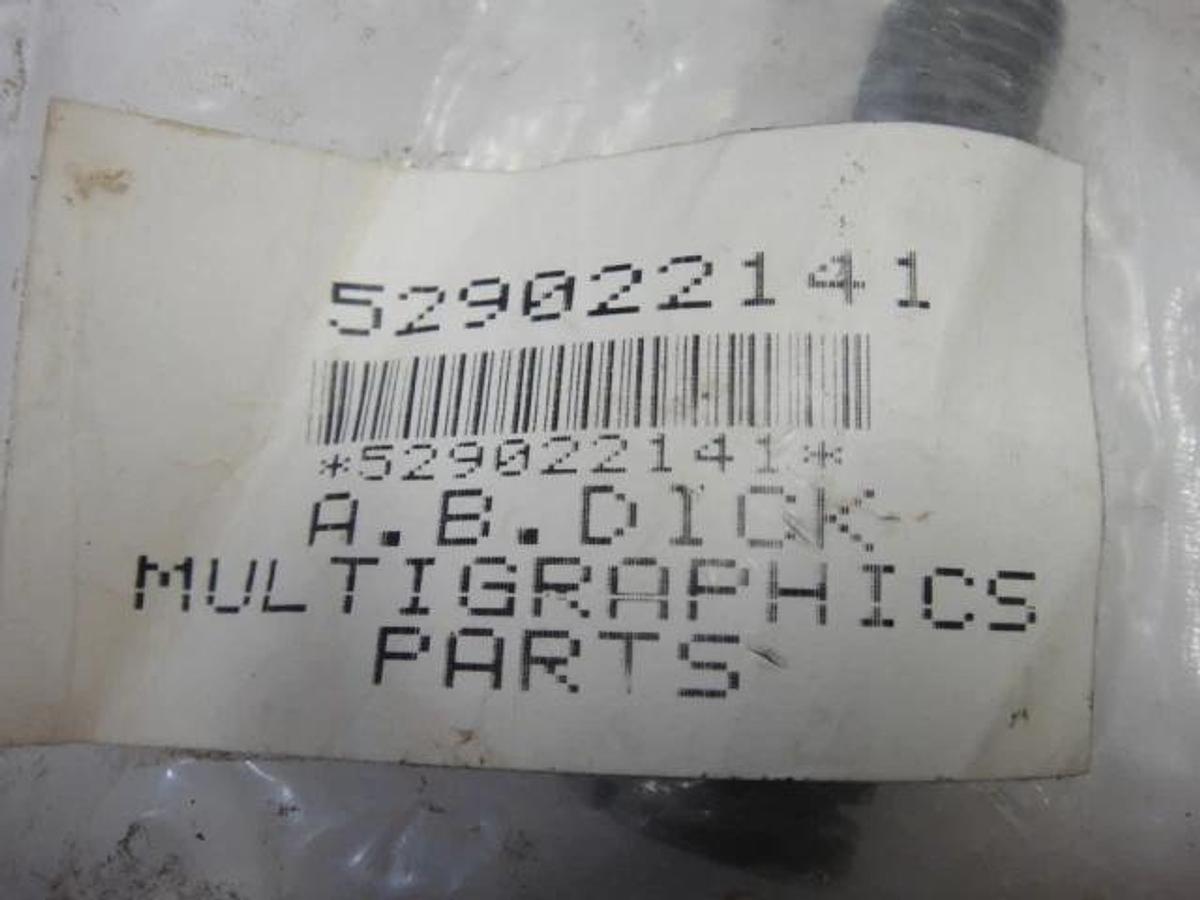 529022141
*529022141*
A.B.DICK
MULTIGRAPHICS
PARTS